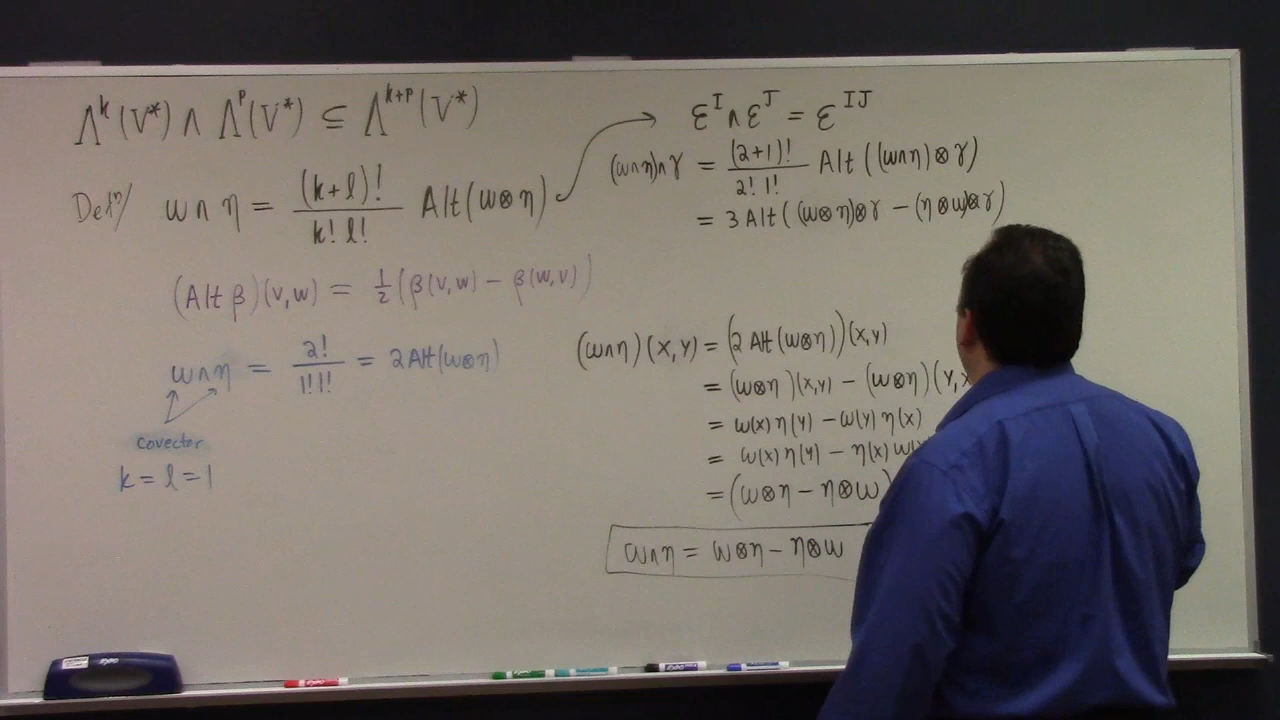 Λ^k(V*) ∧ Λ^p(V*) ⊆ Λ^{k+p}(V*)
Def^n/ ω∧η = (k+l)!/(k! l!) Alt(ω⊗η)
(Alt β)(v,w) = 1/2(β(v,w) − β(w,v))
ω∧η = 2!/(1!1!) = 2Alt(ω⊗η)
covector
k = l = 1
ε^I ∧ ε^J = ε^{IJ}
(ω∧η)∧γ = (2+1)!/(2! 1!) Alt((ω∧η)⊗γ)
= 3 Alt((ω⊗η)⊗γ − (η⊗ω)⊗γ)
(ω∧η)(x,y) = (2 Alt(ω⊗η))(x,y)
= (ω⊗η)(x,y) − (ω⊗η)(y,x
= ω(x)η(y) − ω(y)η(x)
= ω(x)η(y) − η(x)ω(
= (ω⊗η − η⊗ω)
ω∧η = ω⊗η − η⊗ω
EXPO